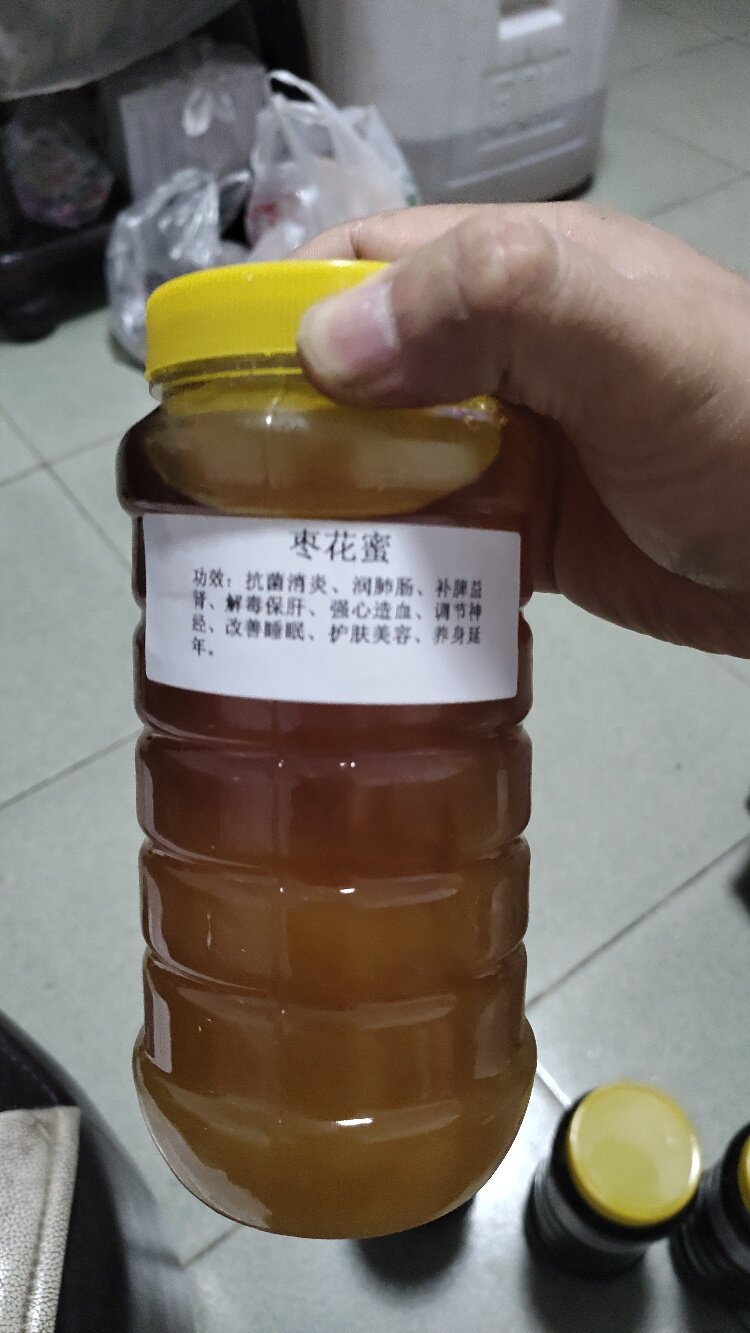 枣花蜜
功效：抗菌消炎、润肺肠、补脾益
肾、解毒保肝、强心造血、调节神
经、改善睡眠、护肤美容、养身延
年。